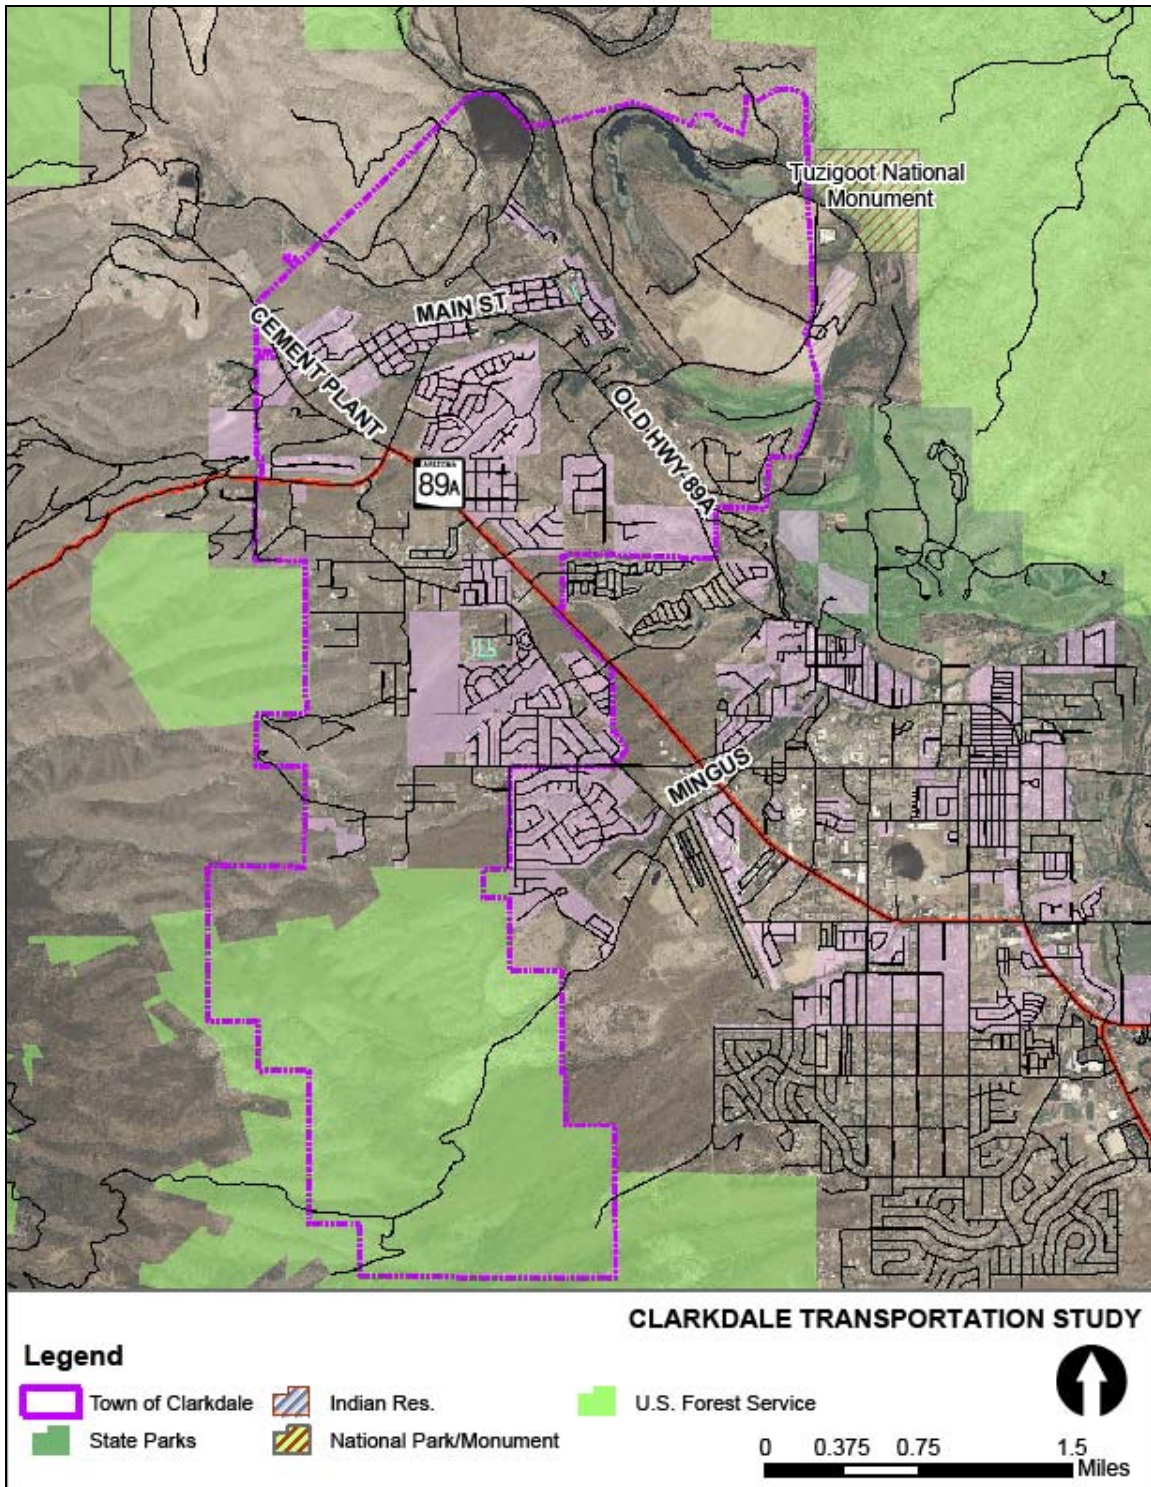 Tuzigoot National
Monument
MAIN ST
CEMENT PLANT
OLD HWY 89A
ARIZONA
89A
MINGUS
CLARKDALE TRANSPORTATION STUDY
Legend
Town of Clarkdale
Indian Res.
U.S. Forest Service
State Parks
National Park/Monument
0 0.375 0.75 1.5
Miles